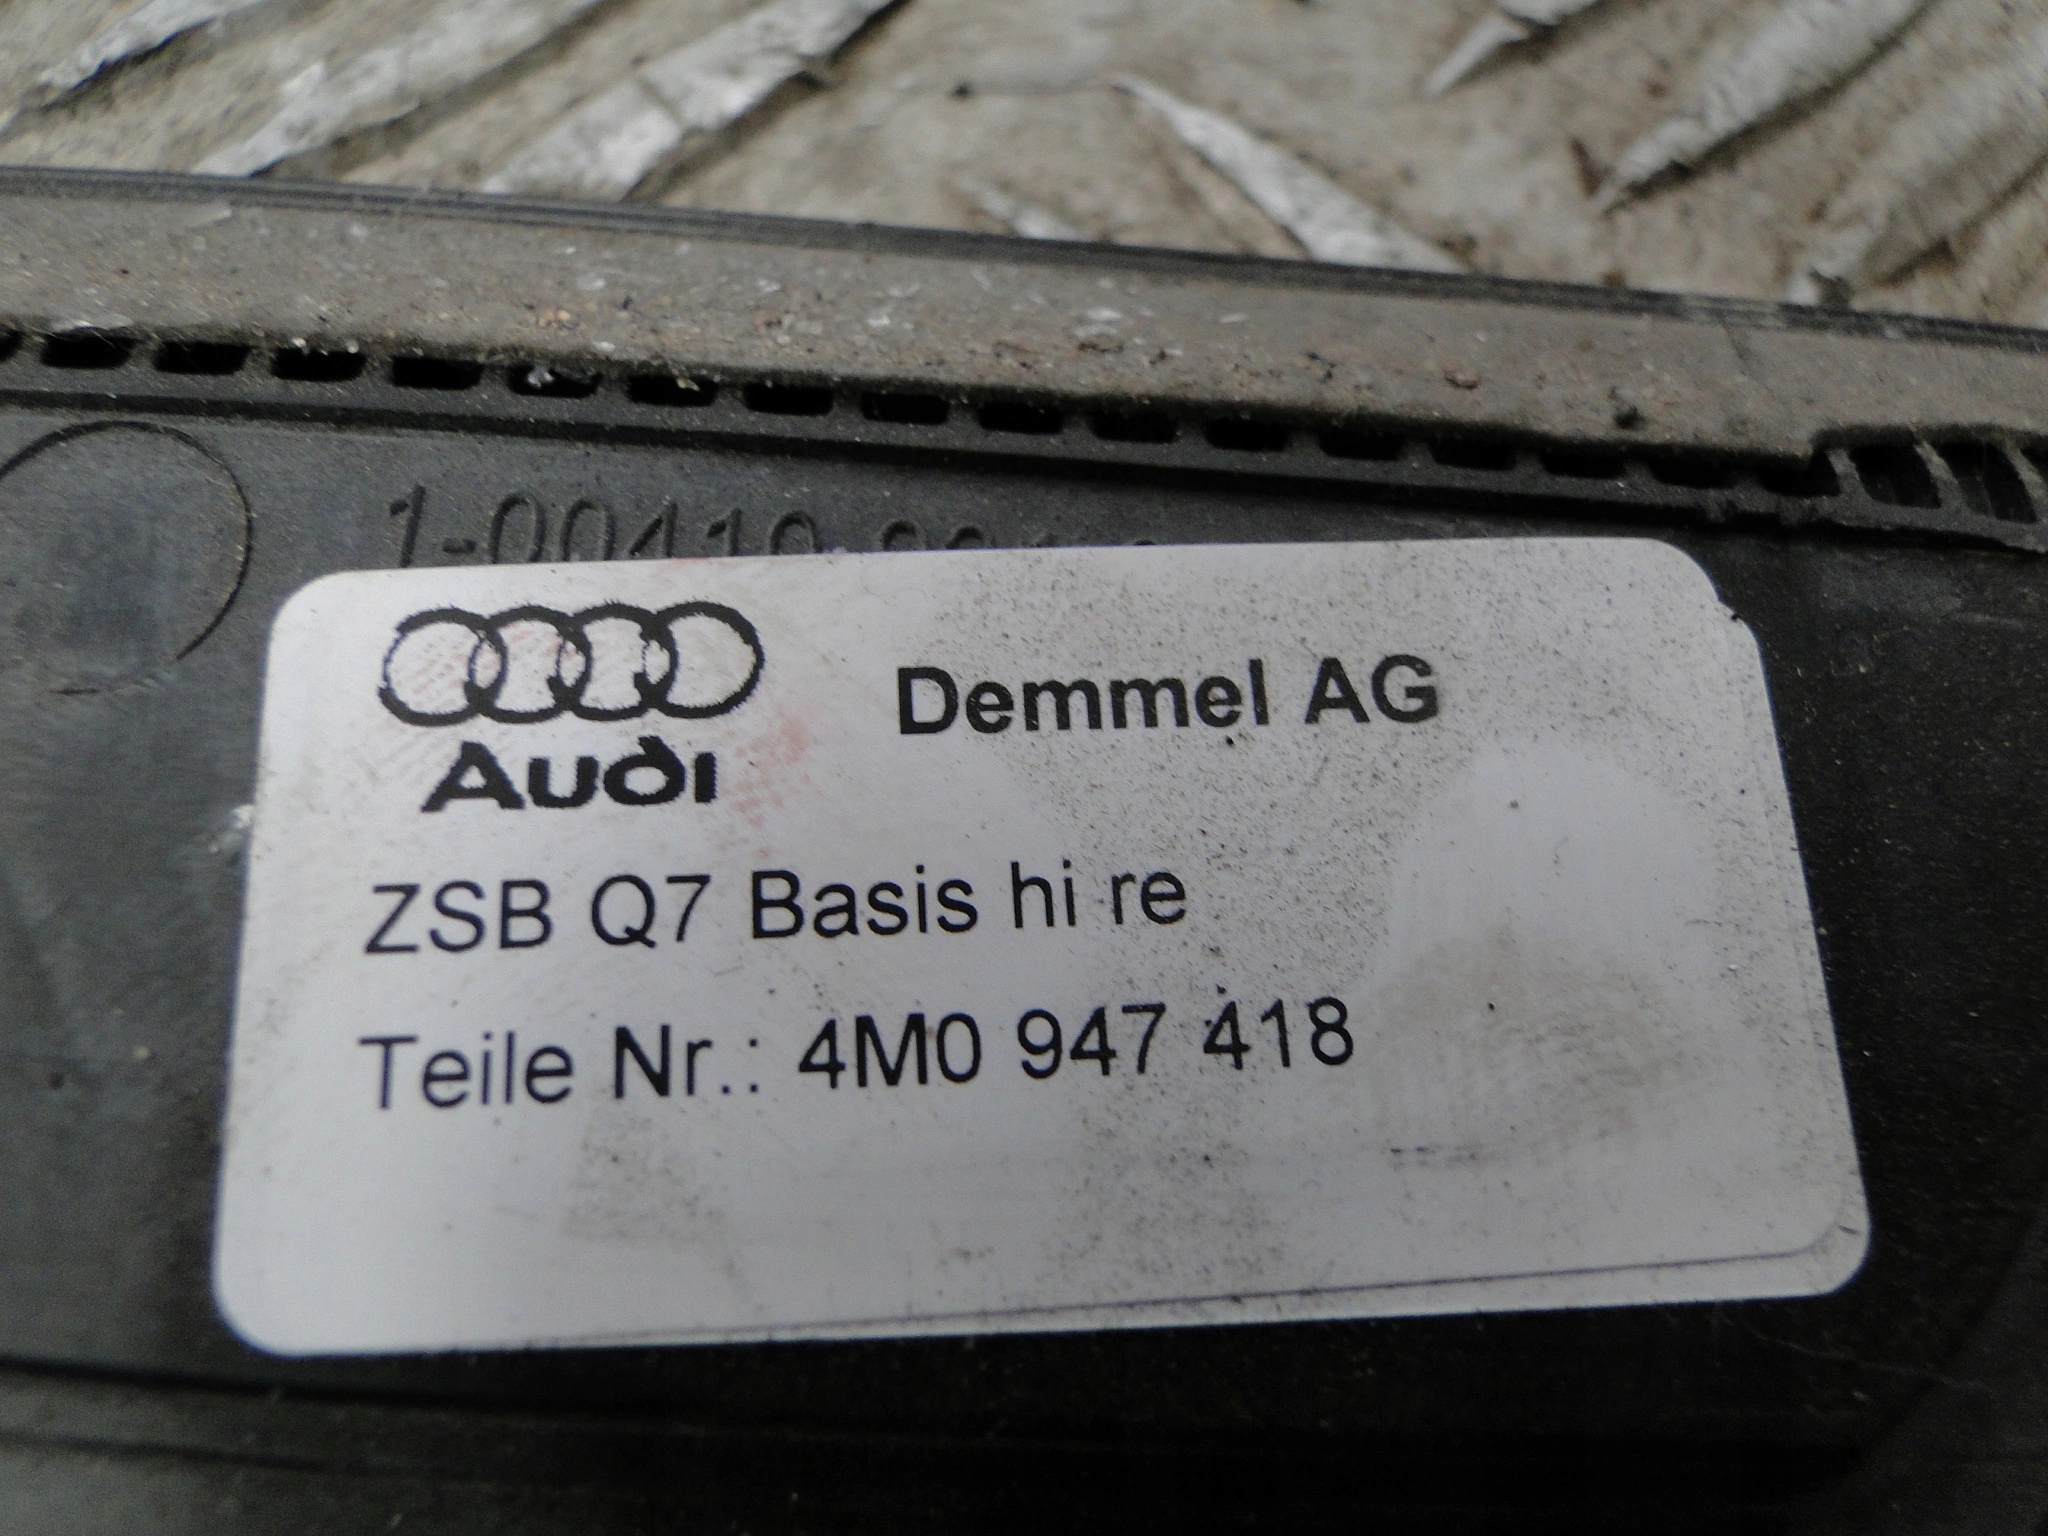 Audi
Demmel AG
ZSB Q7 Basis hi re
Teile Nr.: 4M0 947 418